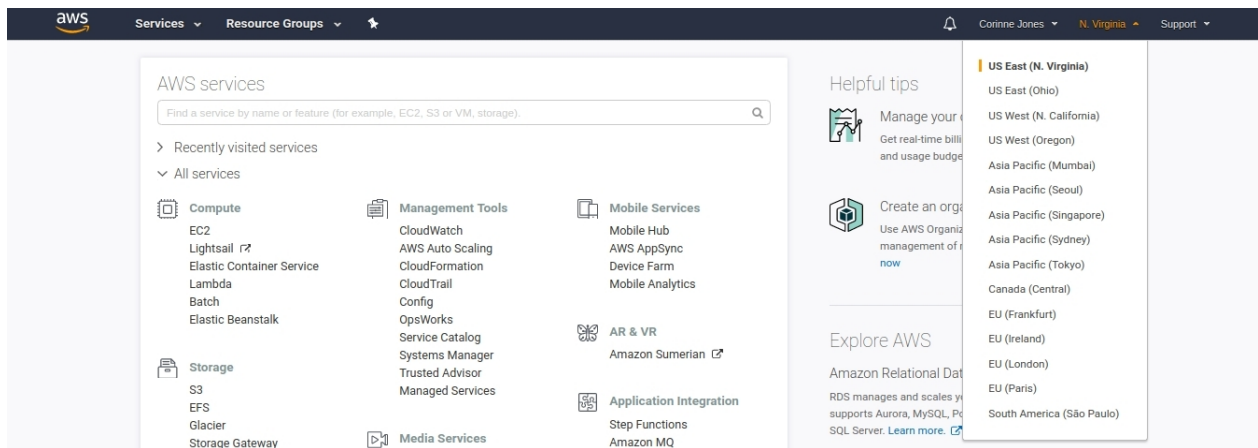 aws
Services
Resource Groups
Corinne Jones
N. Virginia
Support
AWS services
Find a service by name or feature (for example, EC2, S3 or VM, storage).
Recently visited services
All services
Compute
EC2
Lightsail
Elastic Container Service
Lambda
Batch
Elastic Beanstalk
Storage
S3
EFS
Glacier
Storage Gateway
Management Tools
CloudWatch
AWS Auto Scaling
CloudFormation
CloudTrail
Config
OpsWorks
Service Catalog
Systems Manager
Trusted Advisor
Managed Services
Media Services
Mobile Services
Mobile Hub
AWS AppSync
Device Farm
Mobile Analytics
AR & VR
Amazon Sumerian
Application Integration
Step Functions
Amazon MQ
Helpful tips
Manage your
Get real-time billi
and usage budge
Create an orga
Use AWS Organiz
management of
now
Explore AWS
Amazon Relational Dat
RDS manages and scales y
supports Aurora, MySQL, P
SQL Server. Learn more.
US East (N. Virginia)
US East (Ohio)
US West (N. California)
US West (Oregon)
Asia Pacific (Mumbai)
Asia Pacific (Seoul)
Asia Pacific (Singapore)
Asia Pacific (Sydney)
Asia Pacific (Tokyo)
Canada (Central)
EU (Frankfurt)
EU (Ireland)
EU (London)
EU (Paris)
South America (São Paulo)